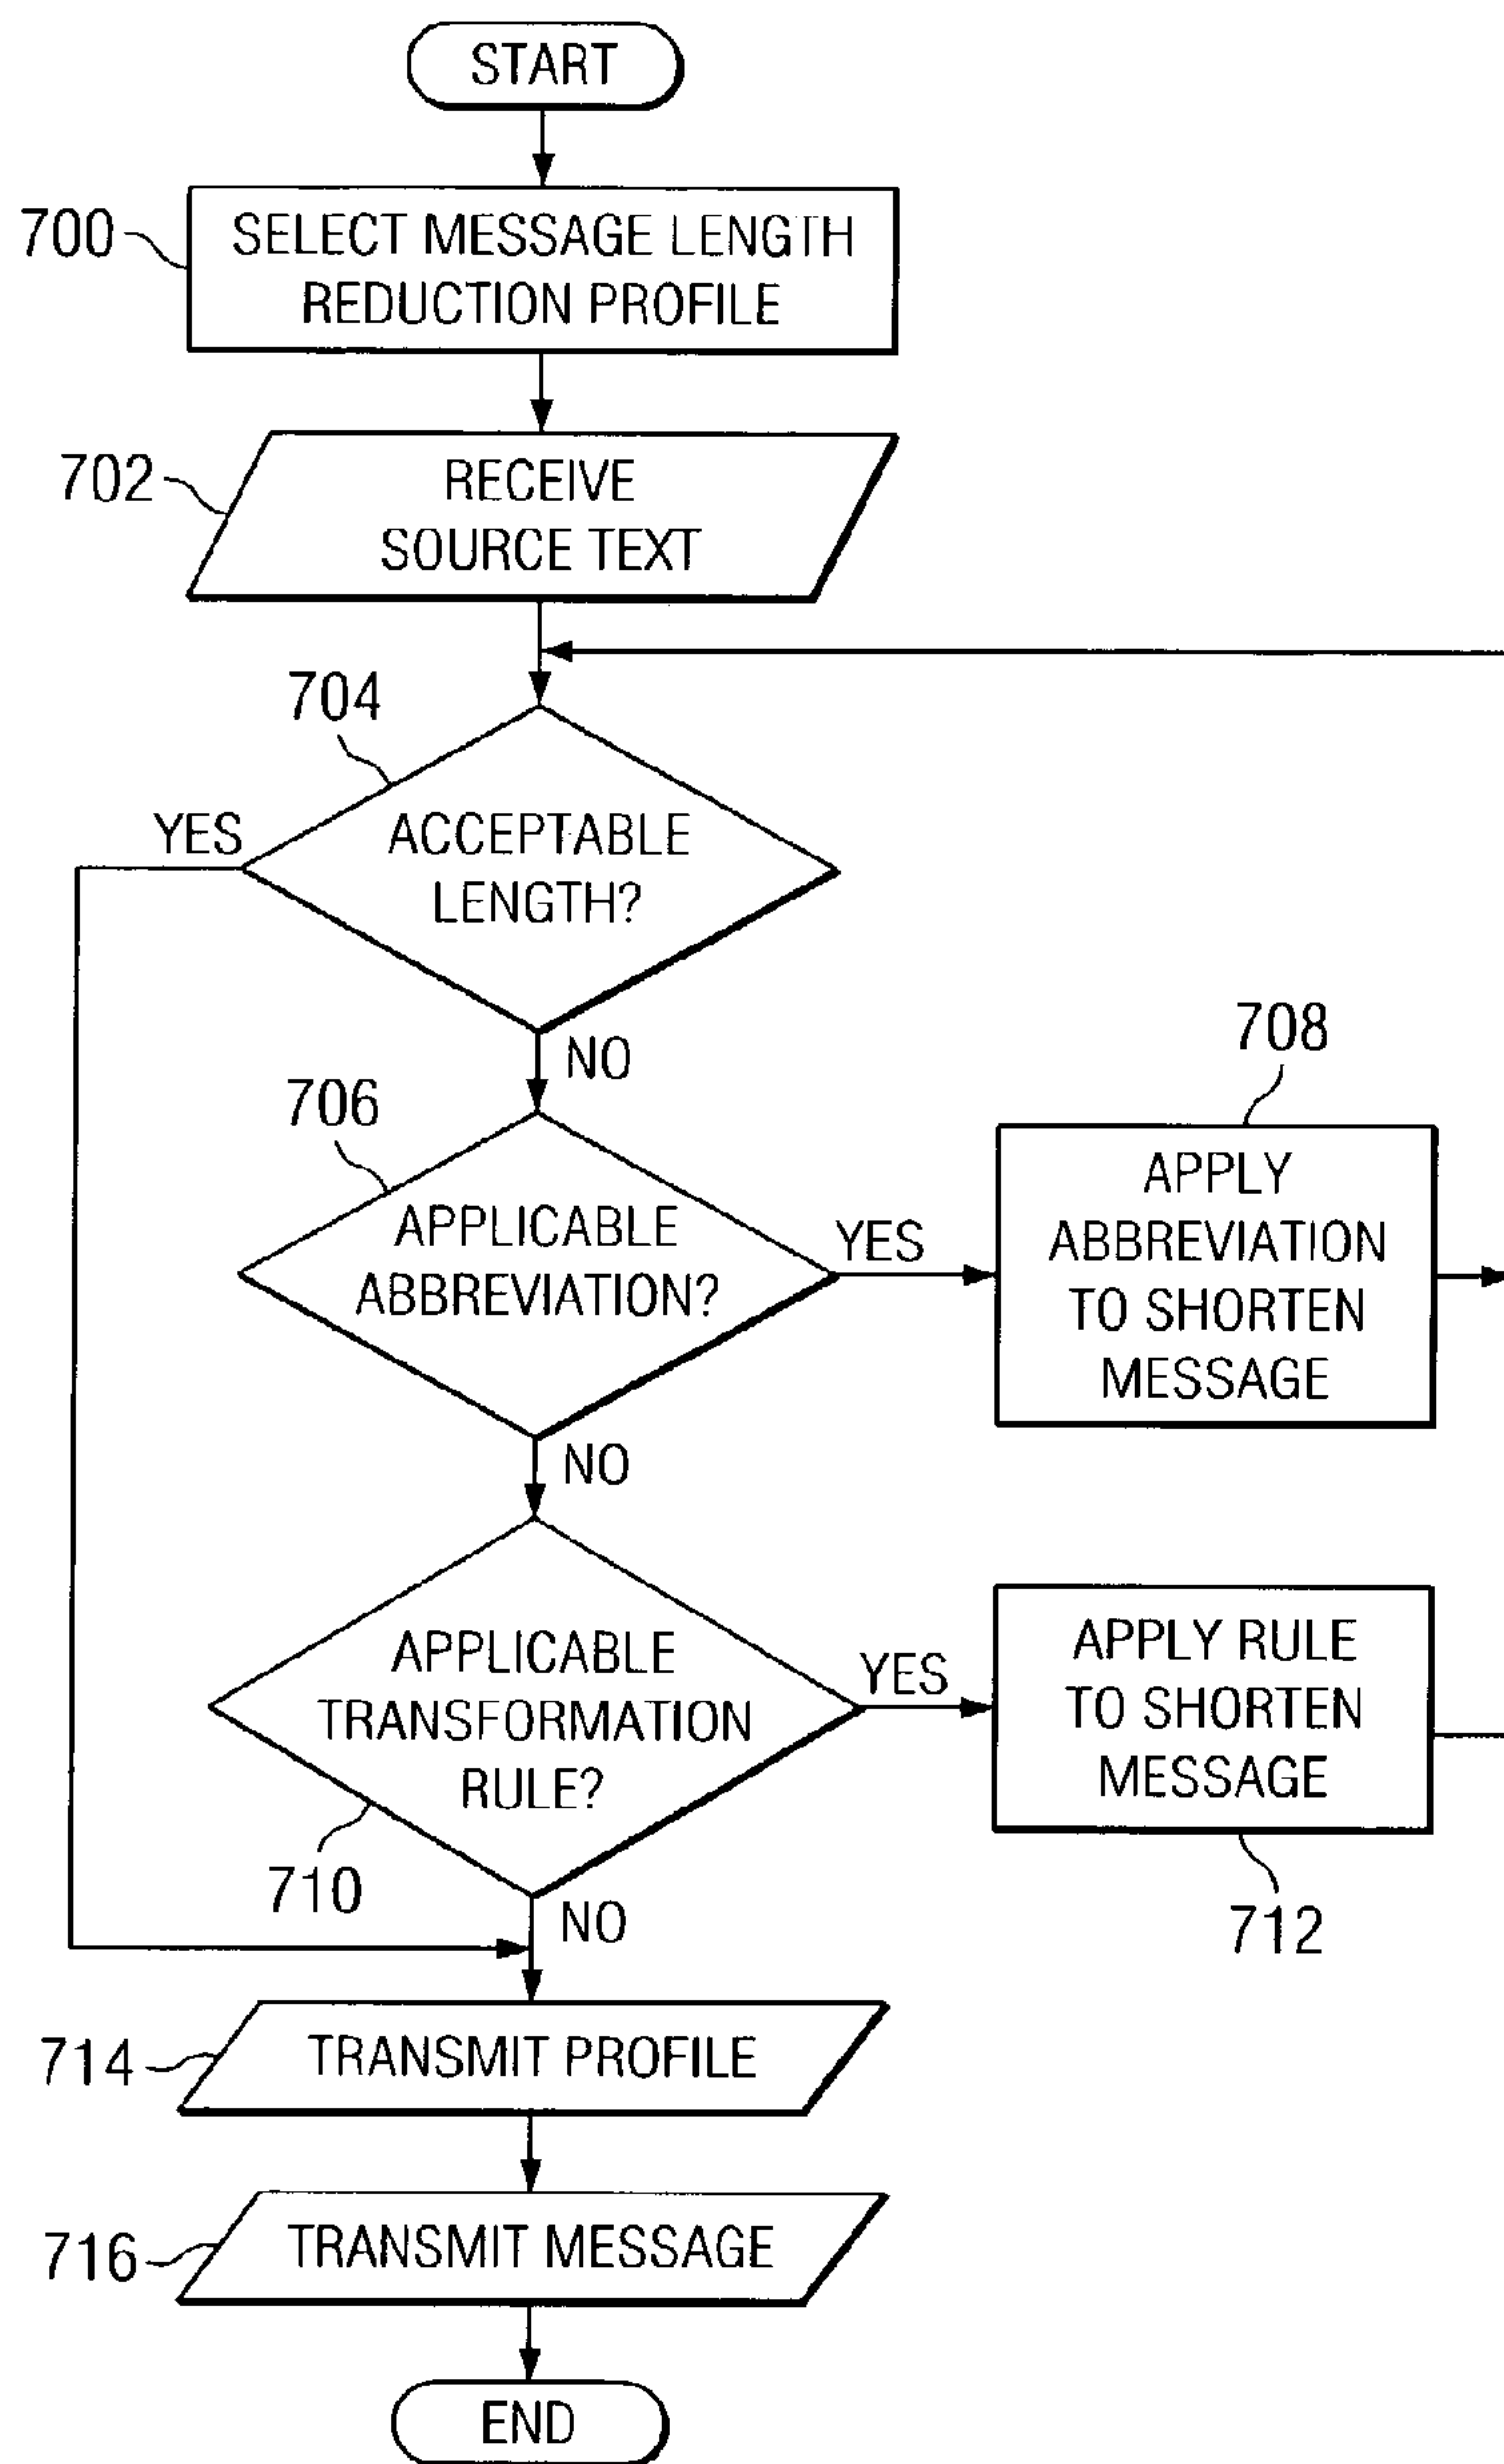 START
700
SELECT MESSAGE LENGTH
REDUCTION PROFILE
702
RECEIVE
SOURCE TEXT
704
YES
ACCEPTABLE
LENGTH?
NO
706
APPLICABLE
ABBREVIATION?
YES
708
APPLY
ABBREVIATION
TO SHORTEN
MESSAGE
NO
APPLICABLE
TRANSFORMATION
RULE?
710
YES
APPLY RULE
TO SHORTEN
MESSAGE
712
NO
714
TRANSMIT PROFILE
716
TRANSMIT MESSAGE
END